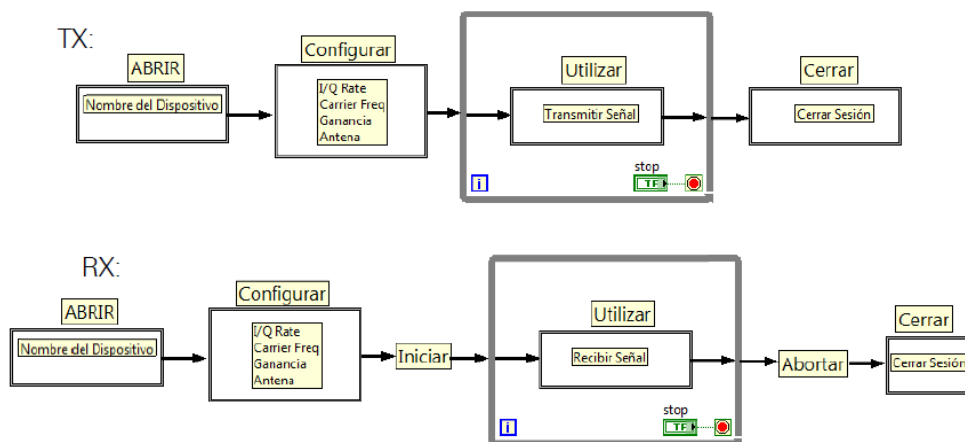 TX:
ABRIR
Nombre del Dispositivo
Configurar
I/Q Rate
Carrier Freq
Ganancia
Antena
Utilizar
Transmitir Señal
stop
TF
i
Cerrar
Cerrar Sesión
RX:
ABRIR
Nombre del Dispositivo
Configurar
I/Q Rate
Carrier Freq
Ganancia
Antena
Iniciar
Utilizar
Recibir Señal
stop
TF
i
Abortar
Cerrar
Cerrar Sesión